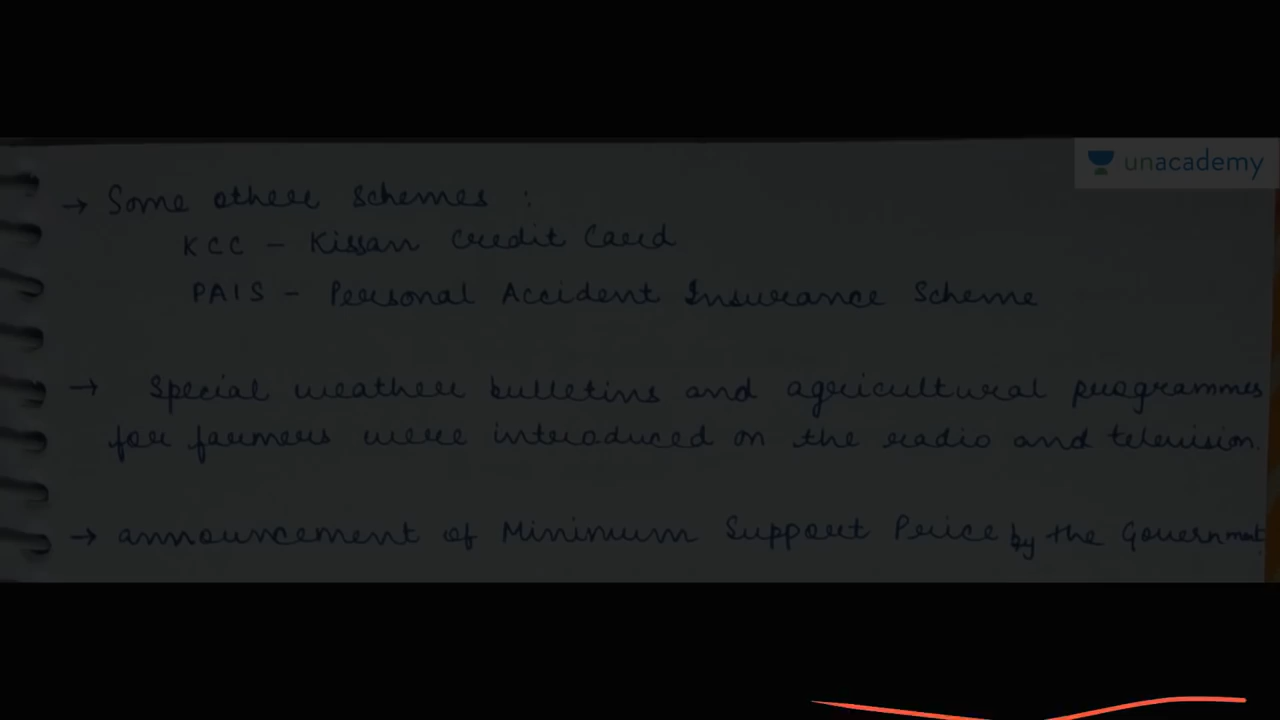 unacademy
→ Some other schemes :
KCC - Kissan Credit Card
PAIS - Personal Accident Insurance Scheme
→ Special weather bulletins and agricultural programmes
for farmers were introduced on the radio and television.
→ announcement of Minimum Support Price by the Government